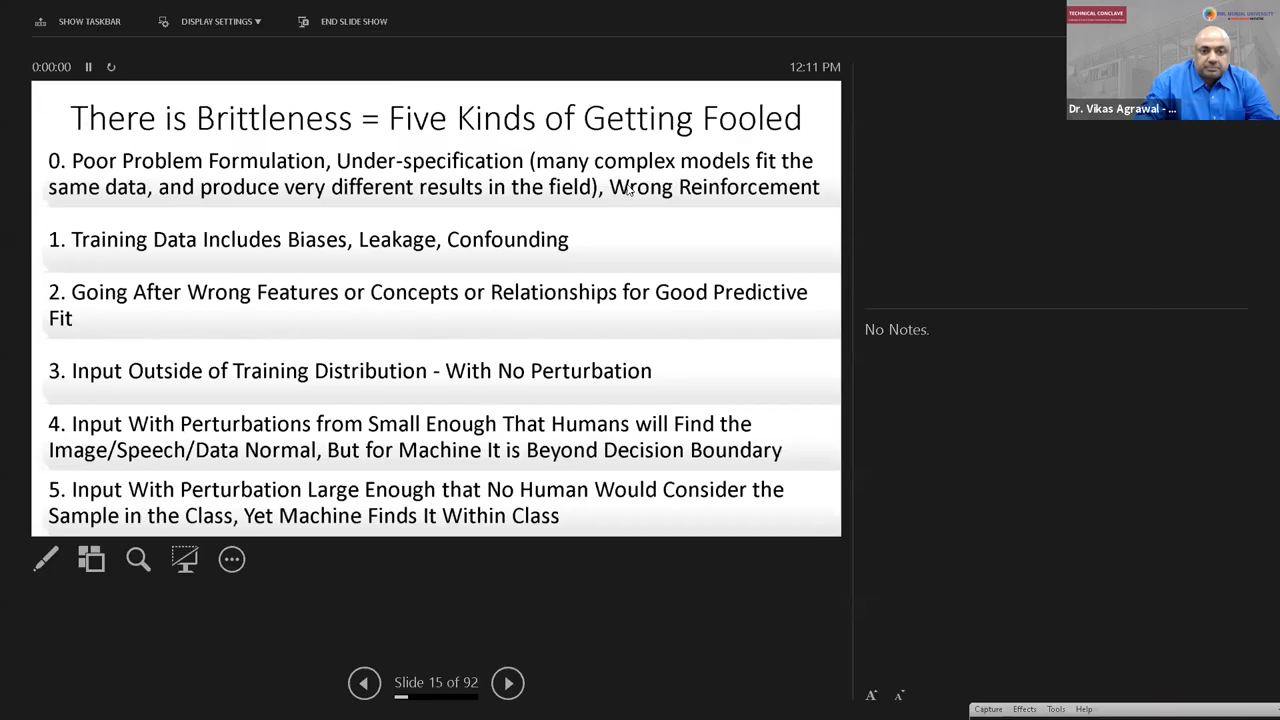 SHOW TASKBAR
DISPLAY SETTINGS
END SLIDE SHOW
TECHNICAL CONCLAVE
0:00:00
12:11 PM
Dr. Vikas Agrawal - ...
There is Brittleness = Five Kinds of Getting Fooled
0. Poor Problem Formulation, Under-specification (many complex models fit the
same data, and produce very different results in the field), Wrong Reinforcement
1. Training Data Includes Biases, Leakage, Confounding
2. Going After Wrong Features or Concepts or Relationships for Good Predictive
Fit
3. Input Outside of Training Distribution - With No Perturbation
4. Input With Perturbations from Small Enough That Humans will Find the
Image/Speech/Data Normal, But for Machine It is Beyond Decision Boundary
5. Input With Perturbation Large Enough that No Human Would Consider the
Sample in the Class, Yet Machine Finds It Within Class
No Notes.
Slide 15 of 92
A A
Capture Effects Tools Help